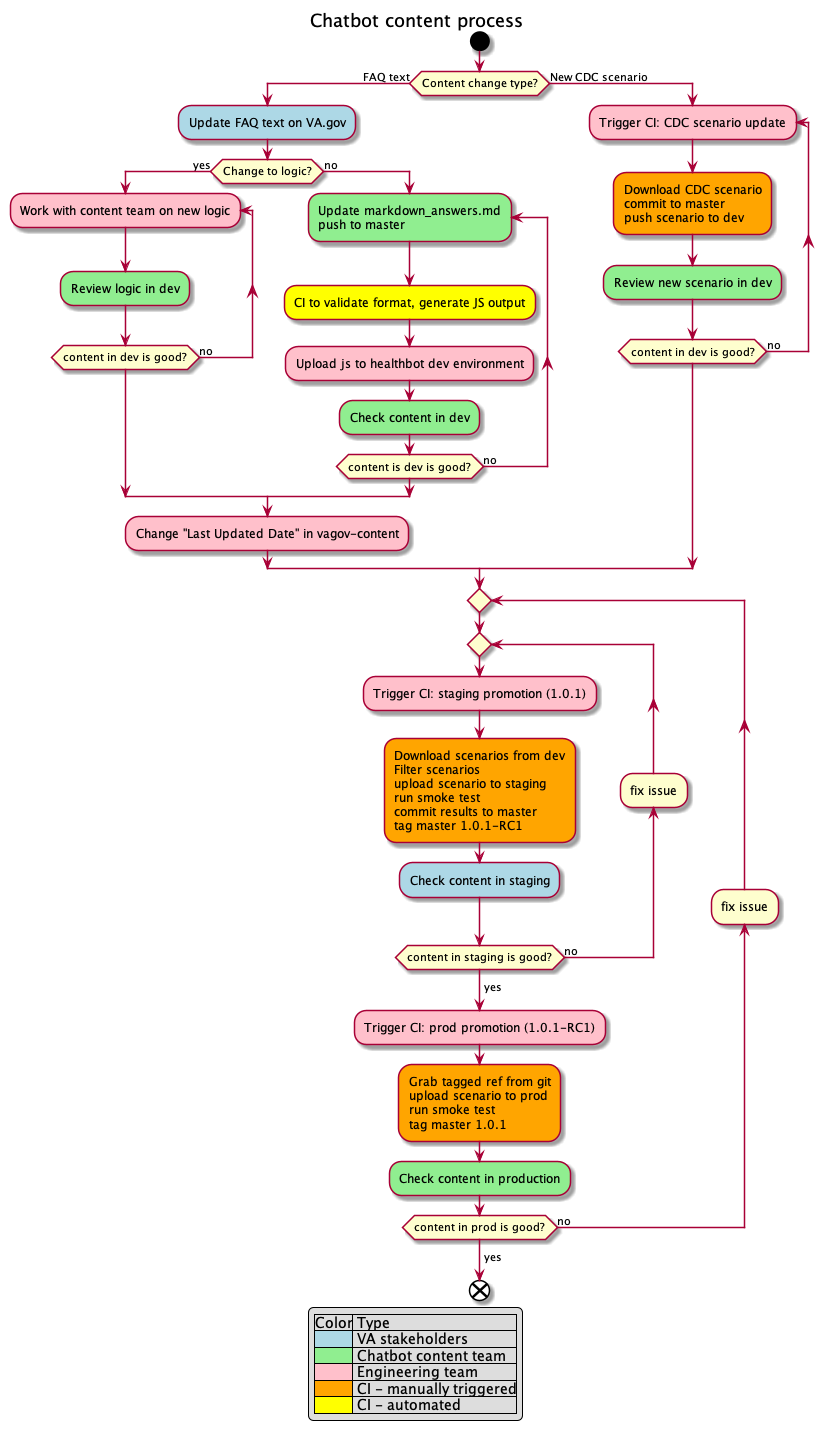 Chatbot content process
Content change type?
FAQ text
New CDC scenario
Update FAQ text on VA.gov
Change to logic?
yes
no
Work with content team on new logic
Review logic in dev
content in dev is good?
no
Update markdown_answers.md
push to master
CI to validate format, generate JS output
Upload js to healthbot dev environment
Check content in dev
content is dev is good?
no
Change "Last Updated Date" in vagov-content
Trigger CI: CDC scenario update
Download CDC scenario
commit to master
push scenario to dev
Review new scenario in dev
content in dev is good?
no
Trigger CI: staging promotion (1.0.1)
Download scenarios from dev
Filter scenarios
upload scenario to staging
run smoke test
commit results to master
tag master 1.0.1-RC1
Check content in staging
content in staging is good?
no
fix issue
yes
Trigger CI: prod promotion (1.0.1-RC1)
Grab tagged ref from git
upload scenario to prod
run smoke test
tag master 1.0.1
Check content in production
content in prod is good?
no
fix issue
yes
Color Type
VA stakeholders
Chatbot content team
Engineering team
CI - manually triggered
CI - automated